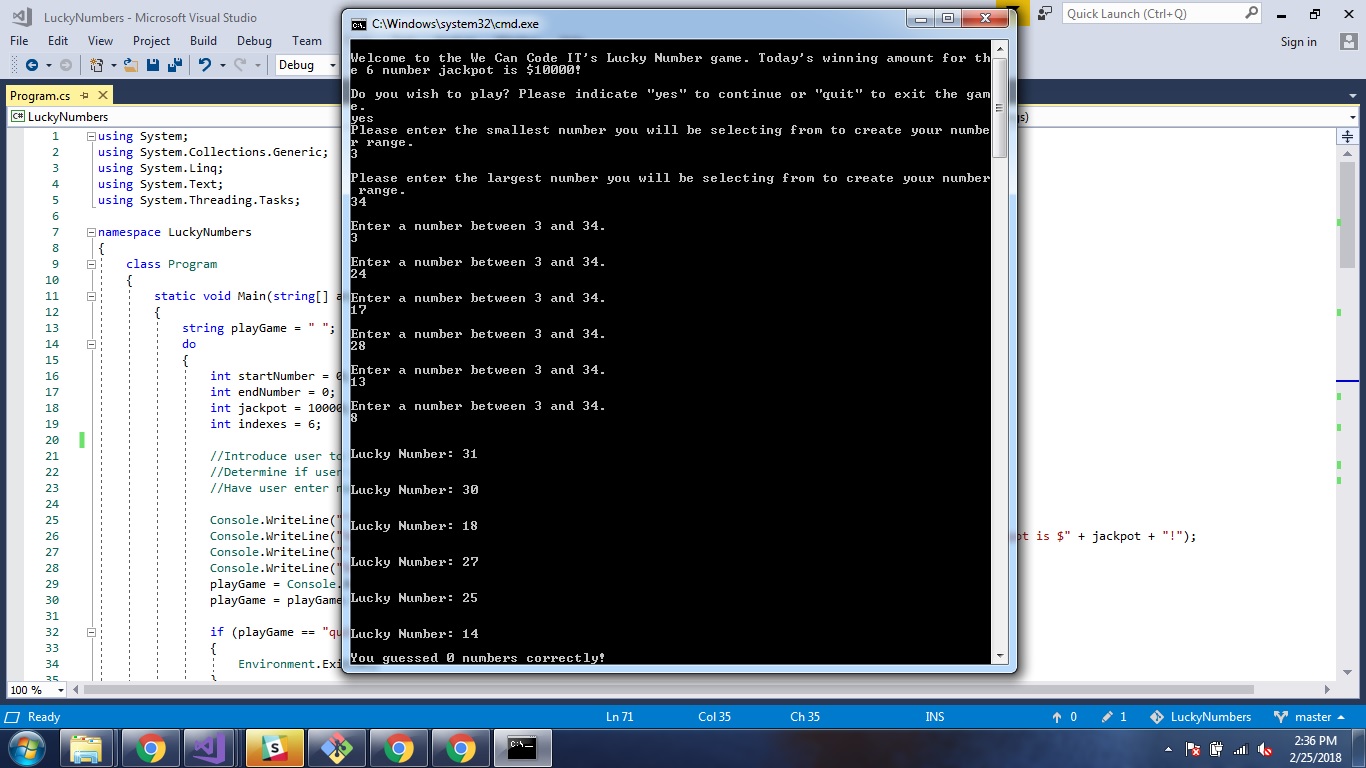 LuckyNumbers - Microsoft Visual Studio
Quick Launch (Ctrl+Q)
File Edit View Project Build Debug Team
Sign in
Debug
Program.cs
LuckyNumbers
1 using System;
2 using System.Collections.Generic;
3 using System.Linq;
4 using System.Text;
5 using System.Threading.Tasks;
6
7 namespace LuckyNumbers
8 {
9 class Program
10 {
11 static void Main(string[] a
12 {
13 string playGame = " ";
14 do
15 {
16 int startNumber = 0
17 int endNumber = 0;
18 int jackpot = 10000
19 int indexes = 6;
20
21 //Introduce user to
22 //Determine if user
23 //Have user enter n
24
25 Console.WriteLine("
26 Console.WriteLine(" ot is $" + jackpot + "!");
27 Console.WriteLine("
28 Console.WriteLine("
29 playGame = Console.
30 playGame = playGame
31
32 if (playGame == "qu
33 {
34 Environment.Exi
35 }
C:\Windows\system32\cmd.exe
Welcome to the We Can Code IT's Lucky Number game. Today's winning amount for th
e 6 number jackpot is $10000!
Do you wish to play? Please indicate "yes" to continue or "quit" to exit the gam
e.
yes
Please enter the smallest number you will be selecting from to create your numbe
r range.
3
Please enter the largest number you will be selecting from to create your number
range.
34
Enter a number between 3 and 34.
3
Enter a number between 3 and 34.
24
Enter a number between 3 and 34.
17
Enter a number between 3 and 34.
28
Enter a number between 3 and 34.
13
Enter a number between 3 and 34.
8
Lucky Number: 31
Lucky Number: 30
Lucky Number: 18
Lucky Number: 27
Lucky Number: 25
Lucky Number: 14
You guessed 0 numbers correctly!
100 %
Ready Ln 71 Col 35 Ch 35 INS 0 1 LuckyNumbers master
2:36 PM
2/25/2018